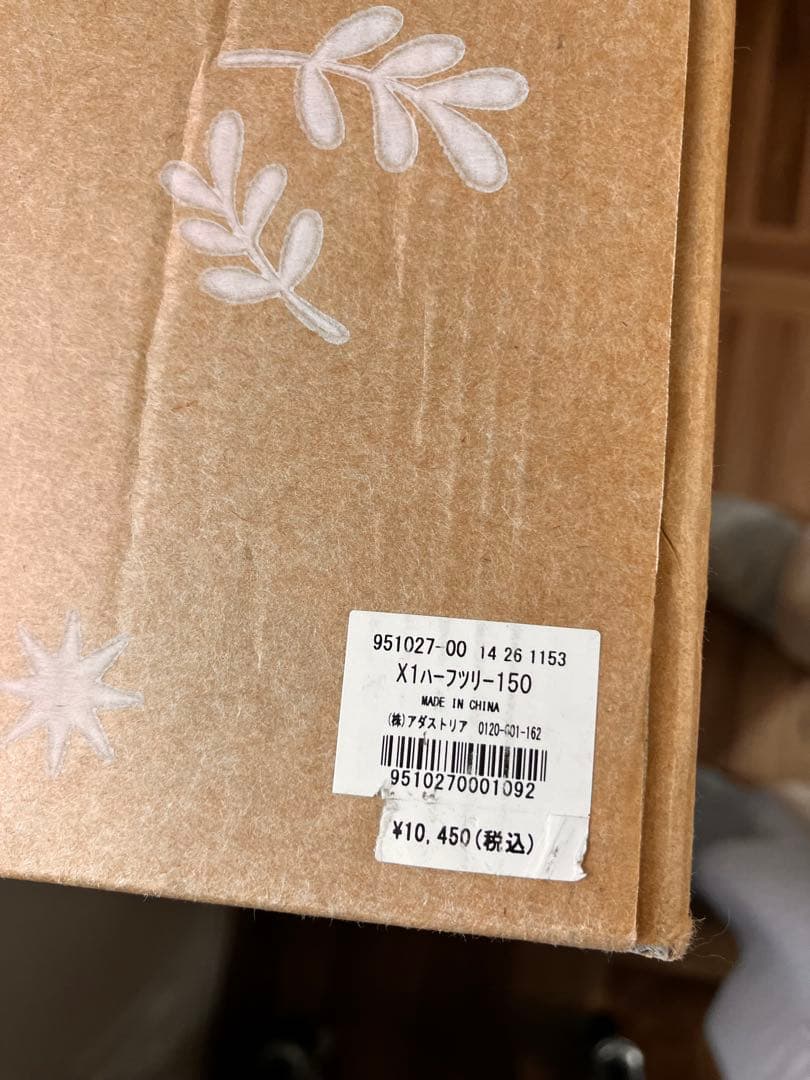 951027-00 14 26 1153
X1ハーフツリー150
MADE IN CHINA
(株)アダストリア 0120-601-162
9510270001092
¥10,450(税込)